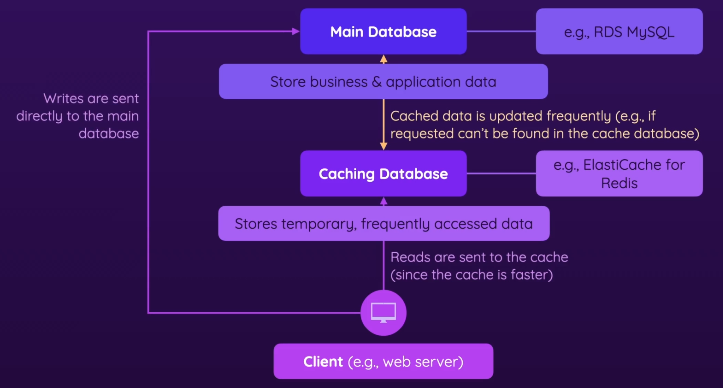 Main Database
e.g., RDS MySQL
Store business & application data
Writes are sent
directly to the main
database
Cached data is updated frequently (e.g., if
requested can't be found in the cache database)
Caching Database
e.g., ElastiCache for
Redis
Stores temporary, frequently accessed data
Reads are sent to the cache
(since the cache is faster)
Client (e.g., web server)